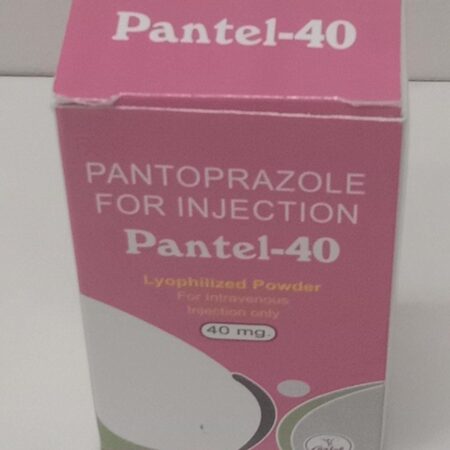 Pantel-40
PANTOPRAZOLE
FOR INJECTION
Pantel-40
Lyophilized Powder
For Intravenous
Injection only
40 mg.